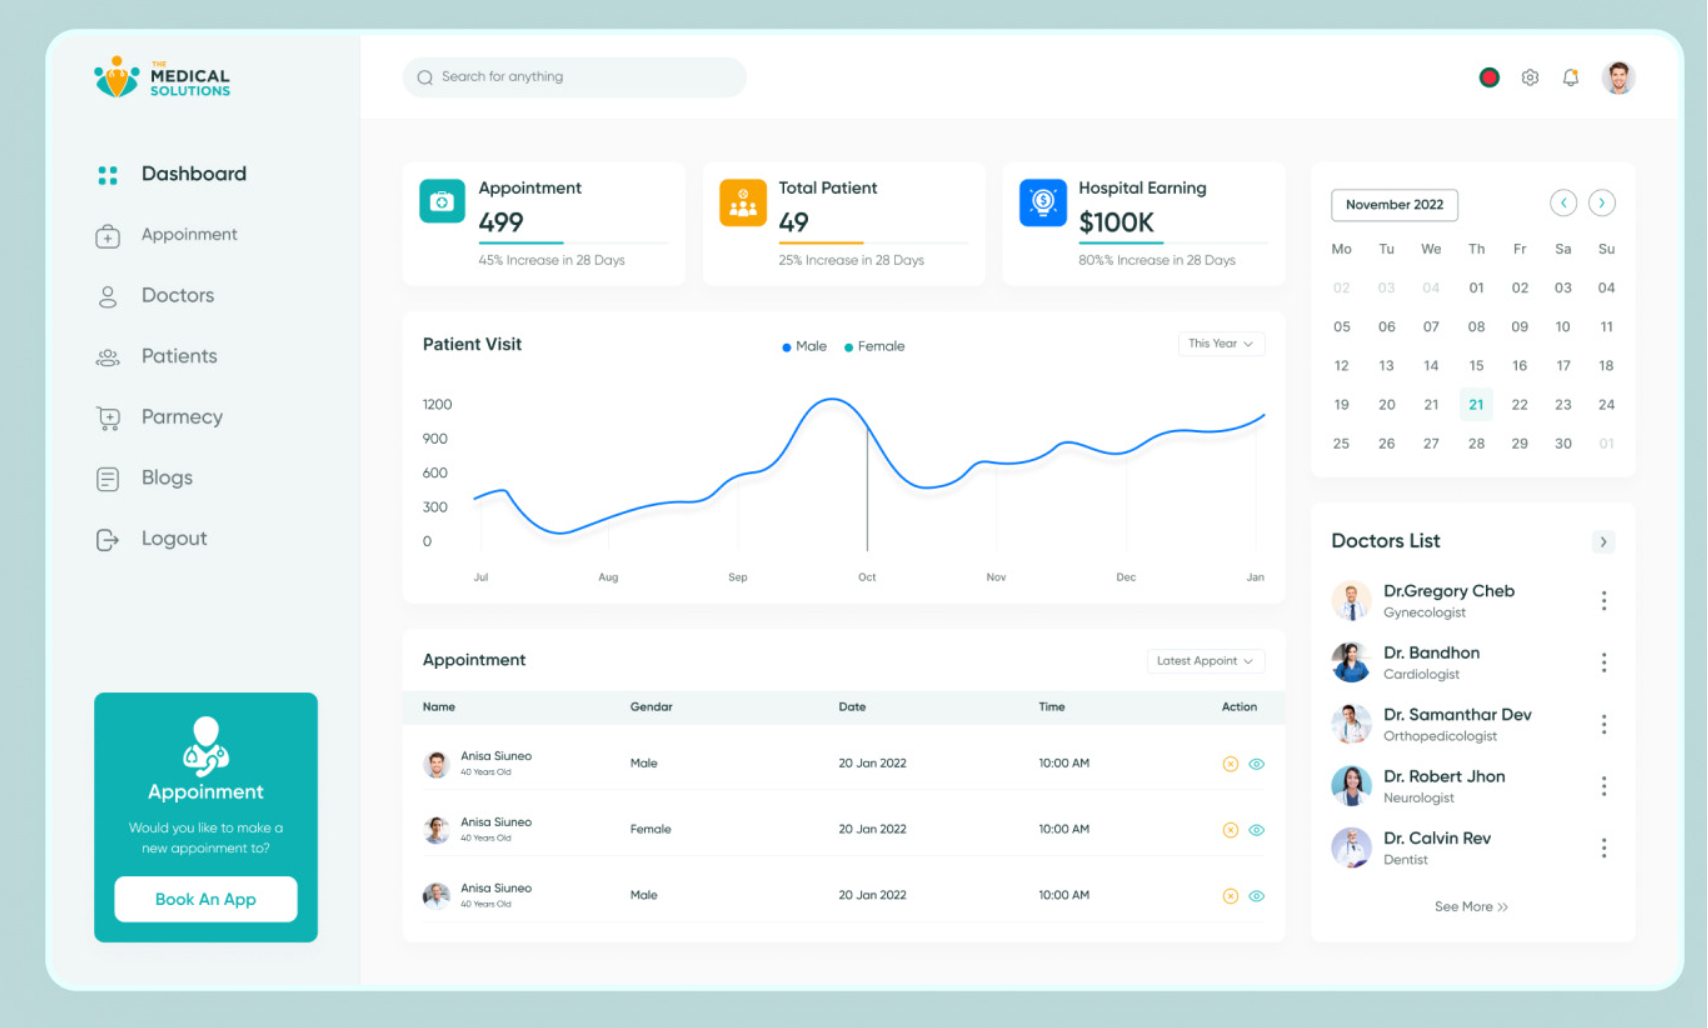 THE
MEDICAL
SOLUTIONS
Search for anything
Dashboard
Appoinment
Doctors
Patients
Parmecy
Blogs
Logout
Appoinment
Would you like to make a
new appoinment to?
Book An App
Appointment
499
45% Increase in 28 Days
Total Patient
49
25% Increase in 28 Days
Hospital Earning
$100K
80%% Increase in 28 Days
Patient Visit
Male Female
This Year
1200
900
600
300
0
Jul Aug Sep Oct Nov Dec Jan
Appointment
Latest Appoint
Name Gendar Date Time Action
Anisa Siuneo
40 Years Old
Male 20 Jan 2022 10:00 AM
Anisa Siuneo
40 Years Old
Female 20 Jan 2022 10:00 AM
Anisa Siuneo
40 Years Old
Male 20 Jan 2022 10:00 AM
November 2022
Mo Tu We Th Fr Sa Su
02 03 04 01 02 03 04
05 06 07 08 09 10 11
12 13 14 15 16 17 18
19 20 21 21 22 23 24
25 26 27 28 29 30 01
Doctors List
Dr.Gregory Cheb
Gynecologist
Dr. Bandhon
Cardiologist
Dr. Samanthar Dev
Orthopedicologist
Dr. Robert Jhon
Neurologist
Dr. Calvin Rev
Dentist
See More >>